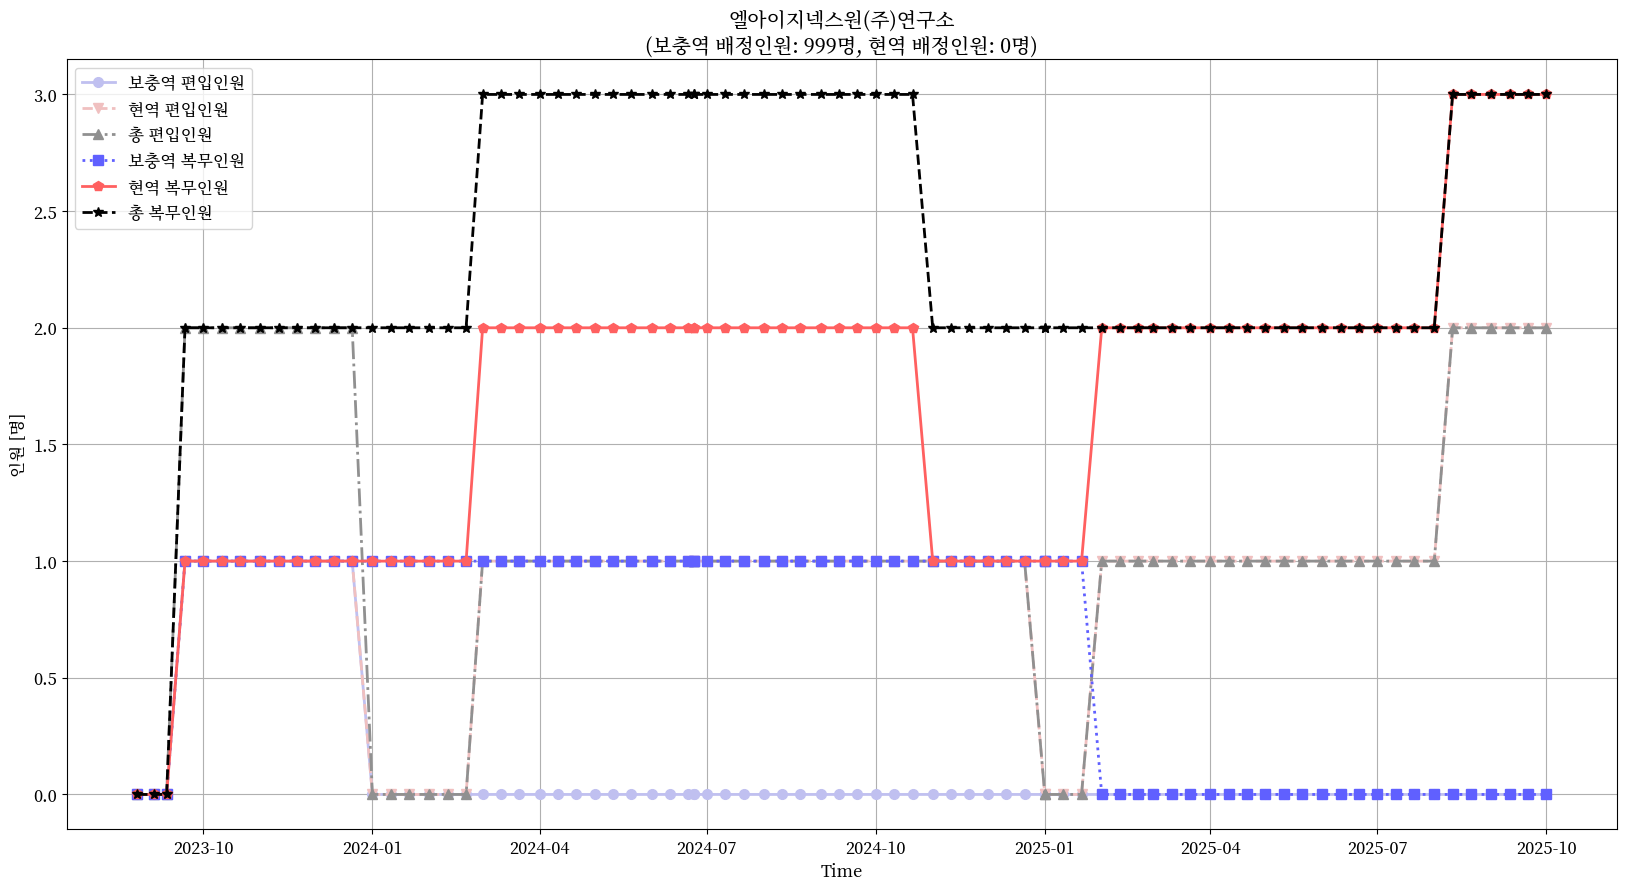 엘아이지넥스원(주)연구소
(보충역 배정인원: 999명, 현역 배정인원: 0명)
보충역 편입인원
현역 편입인원
총 편입인원
보충역 복무인원
현역 복무인원
총 복무인원
3.0
2.5
2.0
1.5
1.0
0.5
0.0
인원 [명]
2023-10 2024-01 2024-04 2024-07 2024-10 2025-01 2025-04 2025-07 2025-10
Time